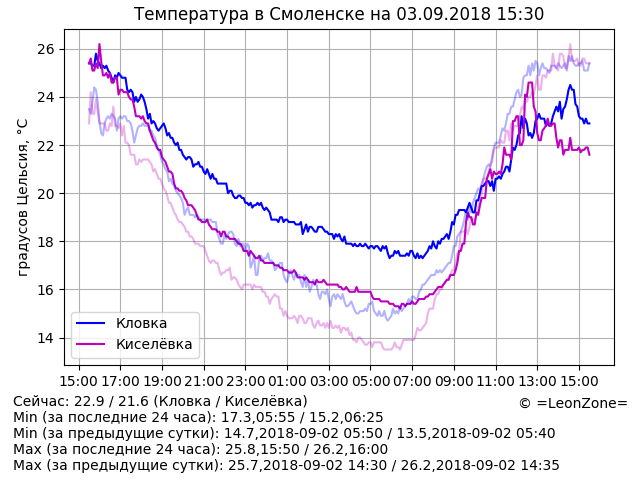 Температура в Смоленске на 03.09.2018 15:30
градусов Цельсия, °C
26
24
22
20
18
16
14
Кловка
Киселёвка
15:00 17:00 19:00 21:00 23:00 01:00 03:00 05:00 07:00 09:00 11:00 13:00 15:00
Сейчас: 22.9 / 21.6 (Кловка / Киселёвка)
© =LeonZone=
Min (за последние 24 часа): 17.3,05:55 / 15.2,06:25
Min (за предыдущие сутки): 14.7,2018-09-02 05:50 / 13.5,2018-09-02 05:40
Max (за последние 24 часа): 25.8,15:50 / 26.2,16:00
Max (за предыдущие сутки): 25.7,2018-09-02 14:30 / 26.2,2018-09-02 14:35